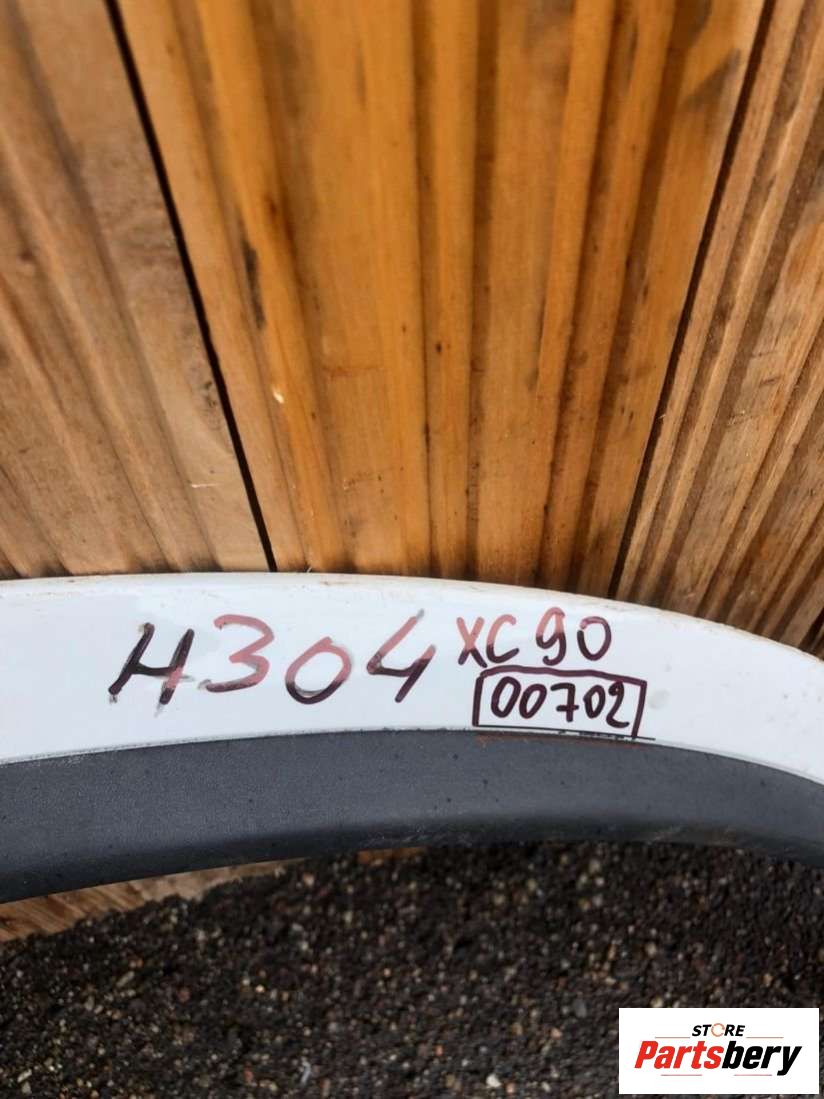 H304 XC90
00702
STORE
Partsbery